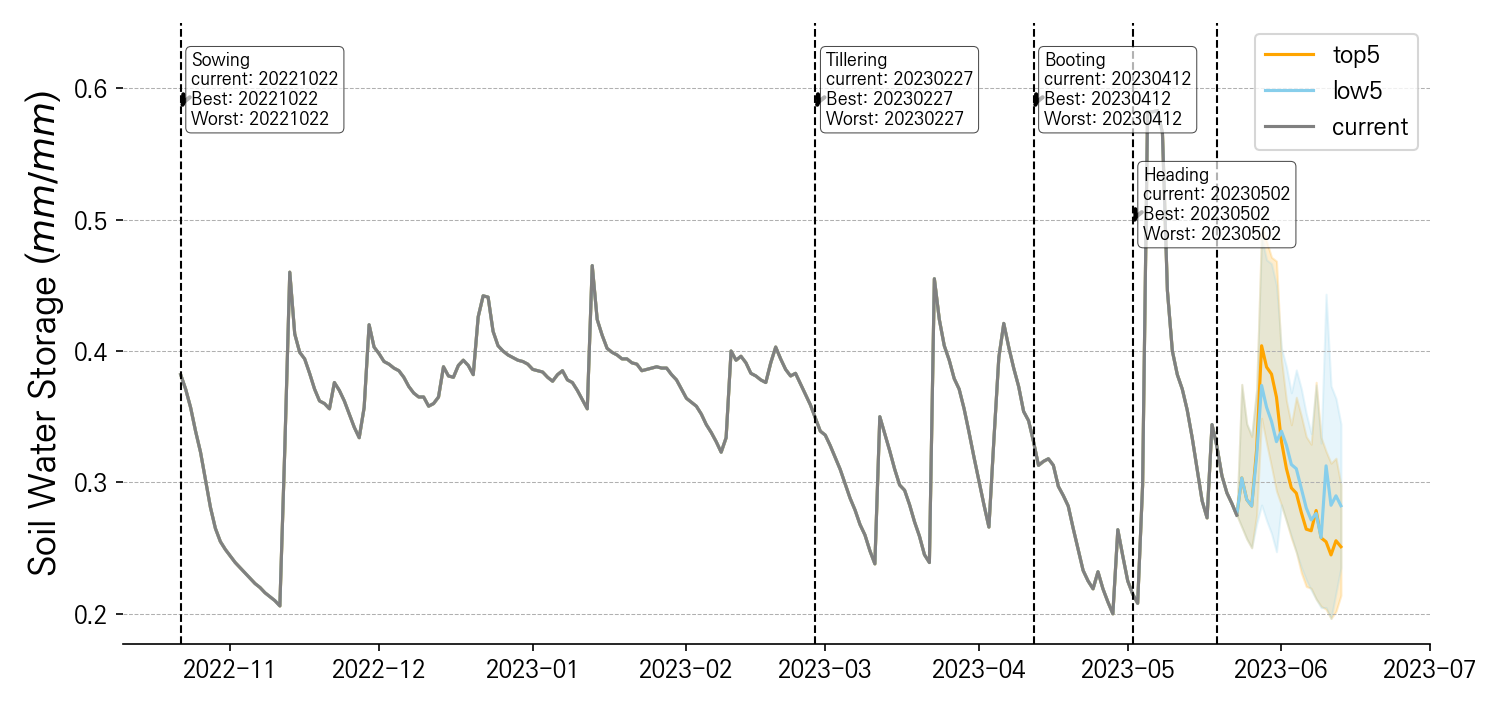 Sowing
current: 20221022
Best: 20221022
Worst: 20221022
Tillering
current: 20230227
Best: 20230227
Worst: 20230227
Booting
current: 20230412
Best: 20230412
Worst: 20230412
Heading
current: 20230502
Best: 20230502
Worst: 20230502
top5
low5
current
Soil Water Storage (mm/mm)
0.6
0.5
0.4
0.3
0.2
2022−11
2022−12
2023−01
2023−02
2023−03
2023−04
2023−05
2023−06
2023−07